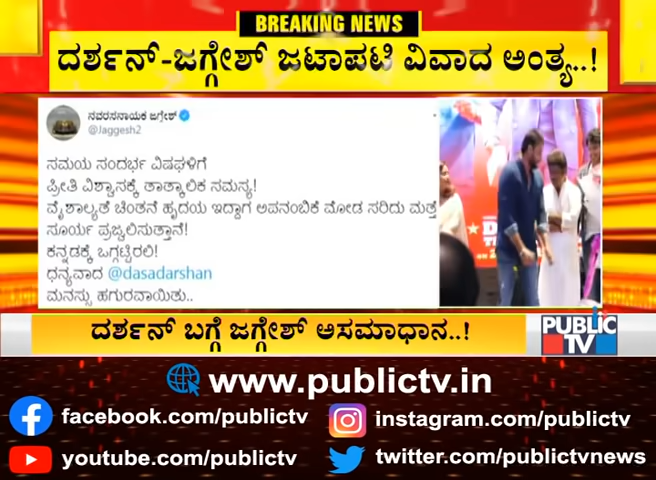 BREAKING NEWS
ದರ್ಶನ್-ಜಗ್ಗೇಶ್ ಜಟಾಪಟಿ ವಿವಾದ ಅಂತ್ಯ..!
ನವರಸನಾಯಕ ಜಗ್ಗೇಶ್
@Jaggesh2
ಸಮಯ ಸಂದರ್ಭ ವಿಷಘಳಿಗೆ
ಪ್ರೀತಿ ವಿಶ್ವಾಸಕ್ಕೆ ತಾತ್ಕಾಲಿಕ ಸಮಸ್ಯೆ!
ವೈಶಾಲ್ಯತೆ ಚಿಂತನೆ ಹೃದಯ ಇದ್ದಾಗ ಅಪನಂಬಿಕೆ ಮೋಡ ಸರಿದು ಮತ್ತೆ
ಸೂರ್ಯ ಪ್ರಜ್ವಲಿಸುತ್ತಾನೆ!
ಕನ್ನಡಕ್ಕೆ ಒಗ್ಗಟ್ಟಿರಲಿ!
ಧನ್ಯವಾದ @dasadarshan
ಮನಸ್ಸು ಹಗುರವಾಯಿತು..
ದರ್ಶನ್ ಬಗ್ಗೆ ಜಗ್ಗೇಶ್ ಅಸಮಾಧಾನ..!
PUBLIC
TV
www.publictv.in
facebook.com/publictv
instagram.com/publictv
youtube.com/publictv
twitter.com/publictvnews